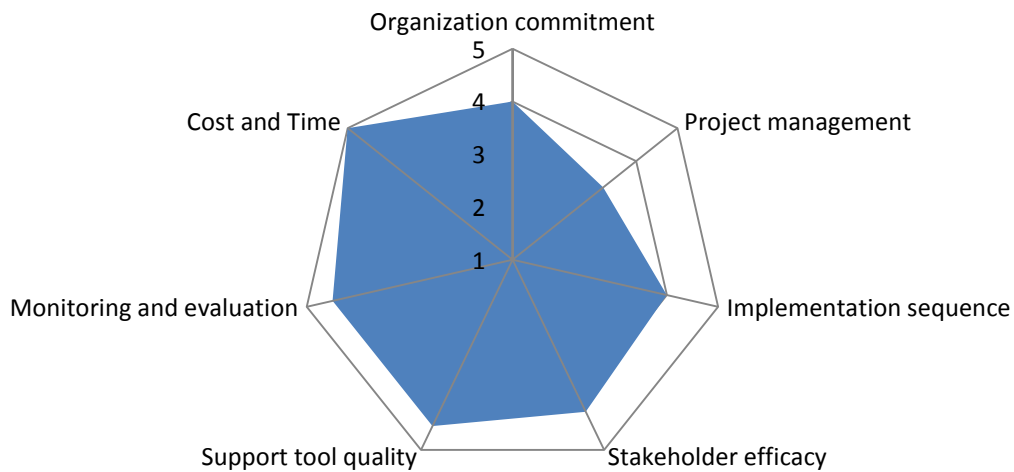 Organization commitment
5
Cost and Time
4
Project management
3
2
1
Monitoring and evaluation
Implementation sequence
Support tool quality
Stakeholder efficacy